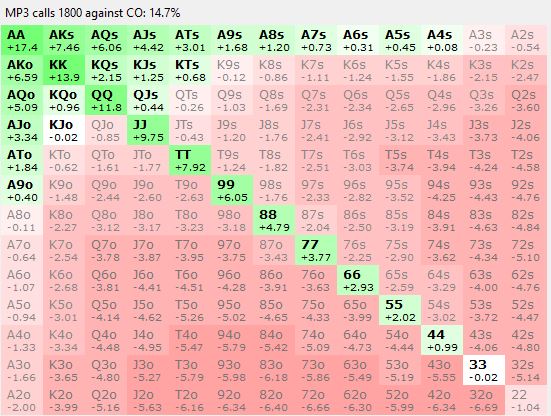 MP3 calls 1800 against CO: 14.7%
AA AKs AQs AJs ATs A9s A8s A7s A6s A5s A4s A3s A2s
+17.4 +7.46 +6.06 +4.42 +3.01 +1.68 +1.20 +0.73 +0.31 +0.45 +0.08 -0.23 -0.54
AKo KK KQs KJs KTs K9s K8s K7s K6s K5s K4s K3s K2s
+6.59 +13.9 +2.15 +1.25 +0.68 -0.12 -0.86 -1.11 -1.24 -1.55 -1.86 -2.15 -2.47
AQo KQo QQ QJs QTs Q9s Q8s Q7s Q6s Q5s Q4s Q3s Q2s
+5.09 +0.96 +11.8 +0.44 -0.26 -1.03 -1.69 -2.31 -2.34 -2.65 -2.96 -3.26 -3.60
AJo KJo QJo JJ JTs J9s J8s J7s J6s J5s J4s J3s J2s
+3.34 -0.02 -0.85 +9.75 -0.43 -1.20 -1.76 -2.41 -2.92 -3.12 -3.43 -3.73 -4.06
ATo KTo QTo JTo TT T9s T8s T7s T6s T5s T4s T3s T2s
+1.84 -0.62 -1.61 -1.77 +7.92 -1.24 -1.82 -2.51 -3.03 -3.74 -3.94 -4.24 -4.58
A9o K9o Q9o J9o T9o 99 98s 97s 96s 95s 94s 93s 92s
+0.40 -1.48 -2.44 -2.60 -2.63 +6.05 -1.76 -2.33 -2.82 -3.52 -4.25 -4.43 -4.76
A8o K8o Q8o J8o T8o 98o 88 87s 86s 85s 84s 83s 82s
-0.11 -2.27 -3.12 -3.17 -3.23 -3.18 +4.79 -2.04 -2.50 -3.19 -3.91 -4.63 -4.84
A7o K7o Q7o J7o T7o 97o 87o 77 76s 75s 74s 73s 72s
-0.64 -2.54 -3.78 -3.87 -3.95 -3.75 -3.43 +3.77 -2.25 -2.90 -3.62 -4.34 -5.10
A6o K6o Q6o J6o T6o 96o 86o 76o 66 65s 64s 63s 62s
-1.07 -2.68 -3.81 -4.41 -4.51 -4.28 -3.91 -3.63 +2.93 -2.59 -3.29 -4.00 -4.76
A5o K5o Q5o J5o T5o 95o 85o 75o 65o 55 54s 53s 52s
-0.94 -3.01 -4.14 -4.62 -5.26 -5.02 -4.65 -4.33 -3.99 +2.02 -3.02 -3.72 -4.47
A4o K4o Q4o J4o T4o 94o 84o 74o 64o 54o 44 43s 42s
-1.33 -3.34 -4.48 -4.95 -5.47 -5.79 -5.42 -5.09 -4.73 -4.44 +0.99 -4.06 -4.80
A3o K3o Q3o J3o T3o 93o 83o 73o 63o 53o 43o 33 32s
-1.66 -3.65 -4.80 -5.27 -5.79 -5.98 -6.18 -5.86 -5.49 -5.19 -5.55 -0.02 -5.14
A2o K2o Q2o J2o T2o 92o 82o 72o 62o 52o 42o 32o 22
-2.00 -3.99 -5.16 -5.63 -6.16 -6.34 -6.40 -6.66 -6.30 -5.99 -6.34 -6.69 -1.04